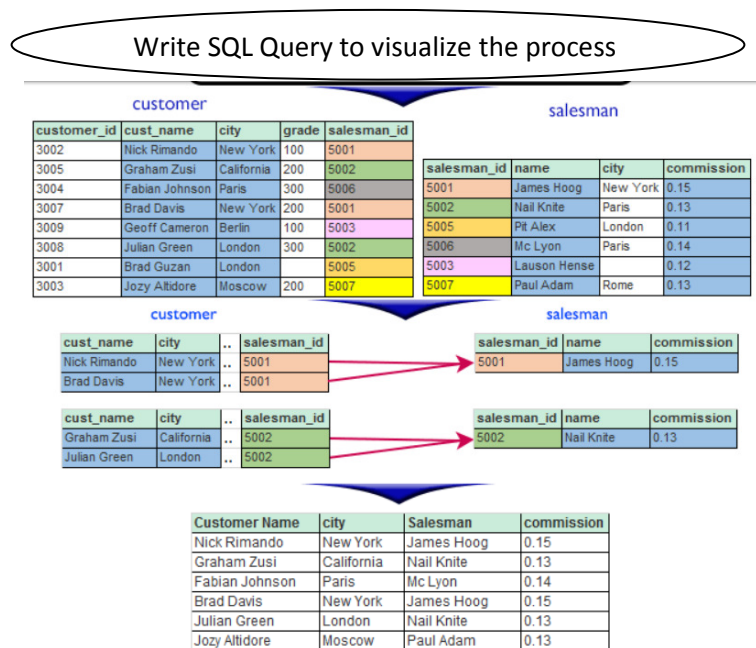 Write SQL Query to visualize the process
customer
customer_id cust_name city grade salesman_id
3002 Nick Rimando New York 100 5001
3005 Graham Zusi California 200 5002
3004 Fabian Johnson Paris 300 5006
3007 Brad Davis New York 200 5001
3009 Geoff Cameron Berlin 100 5003
3008 Julian Green London 300 5002
3001 Brad Guzan London 5005
3003 Jozy Altidore Moscow 200 5007
salesman
salesman_id name city commission
5001 James Hoog New York 0.15
5002 Nail Knite Paris 0.13
5005 Pit Alex London 0.11
5006 Mc Lyon Paris 0.14
5003 Lauson Hense 0.12
5007 Paul Adam Rome 0.13
customer
cust_name city .. salesman_id
Nick Rimando New York .. 5001
Brad Davis New York .. 5001
salesman
salesman_id name commission
5001 James Hoog 0.15
cust_name city .. salesman_id
Graham Zusi California .. 5002
Julian Green London .. 5002
salesman_id name commission
5002 Nail Knite 0.13
Customer Name city Salesman commission
Nick Rimando New York James Hoog 0.15
Graham Zusi California Nail Knite 0.13
Fabian Johnson Paris Mc Lyon 0.14
Brad Davis New York James Hoog 0.15
Julian Green London Nail Knite 0.13
Jozy Altidore Moscow Paul Adam 0.13